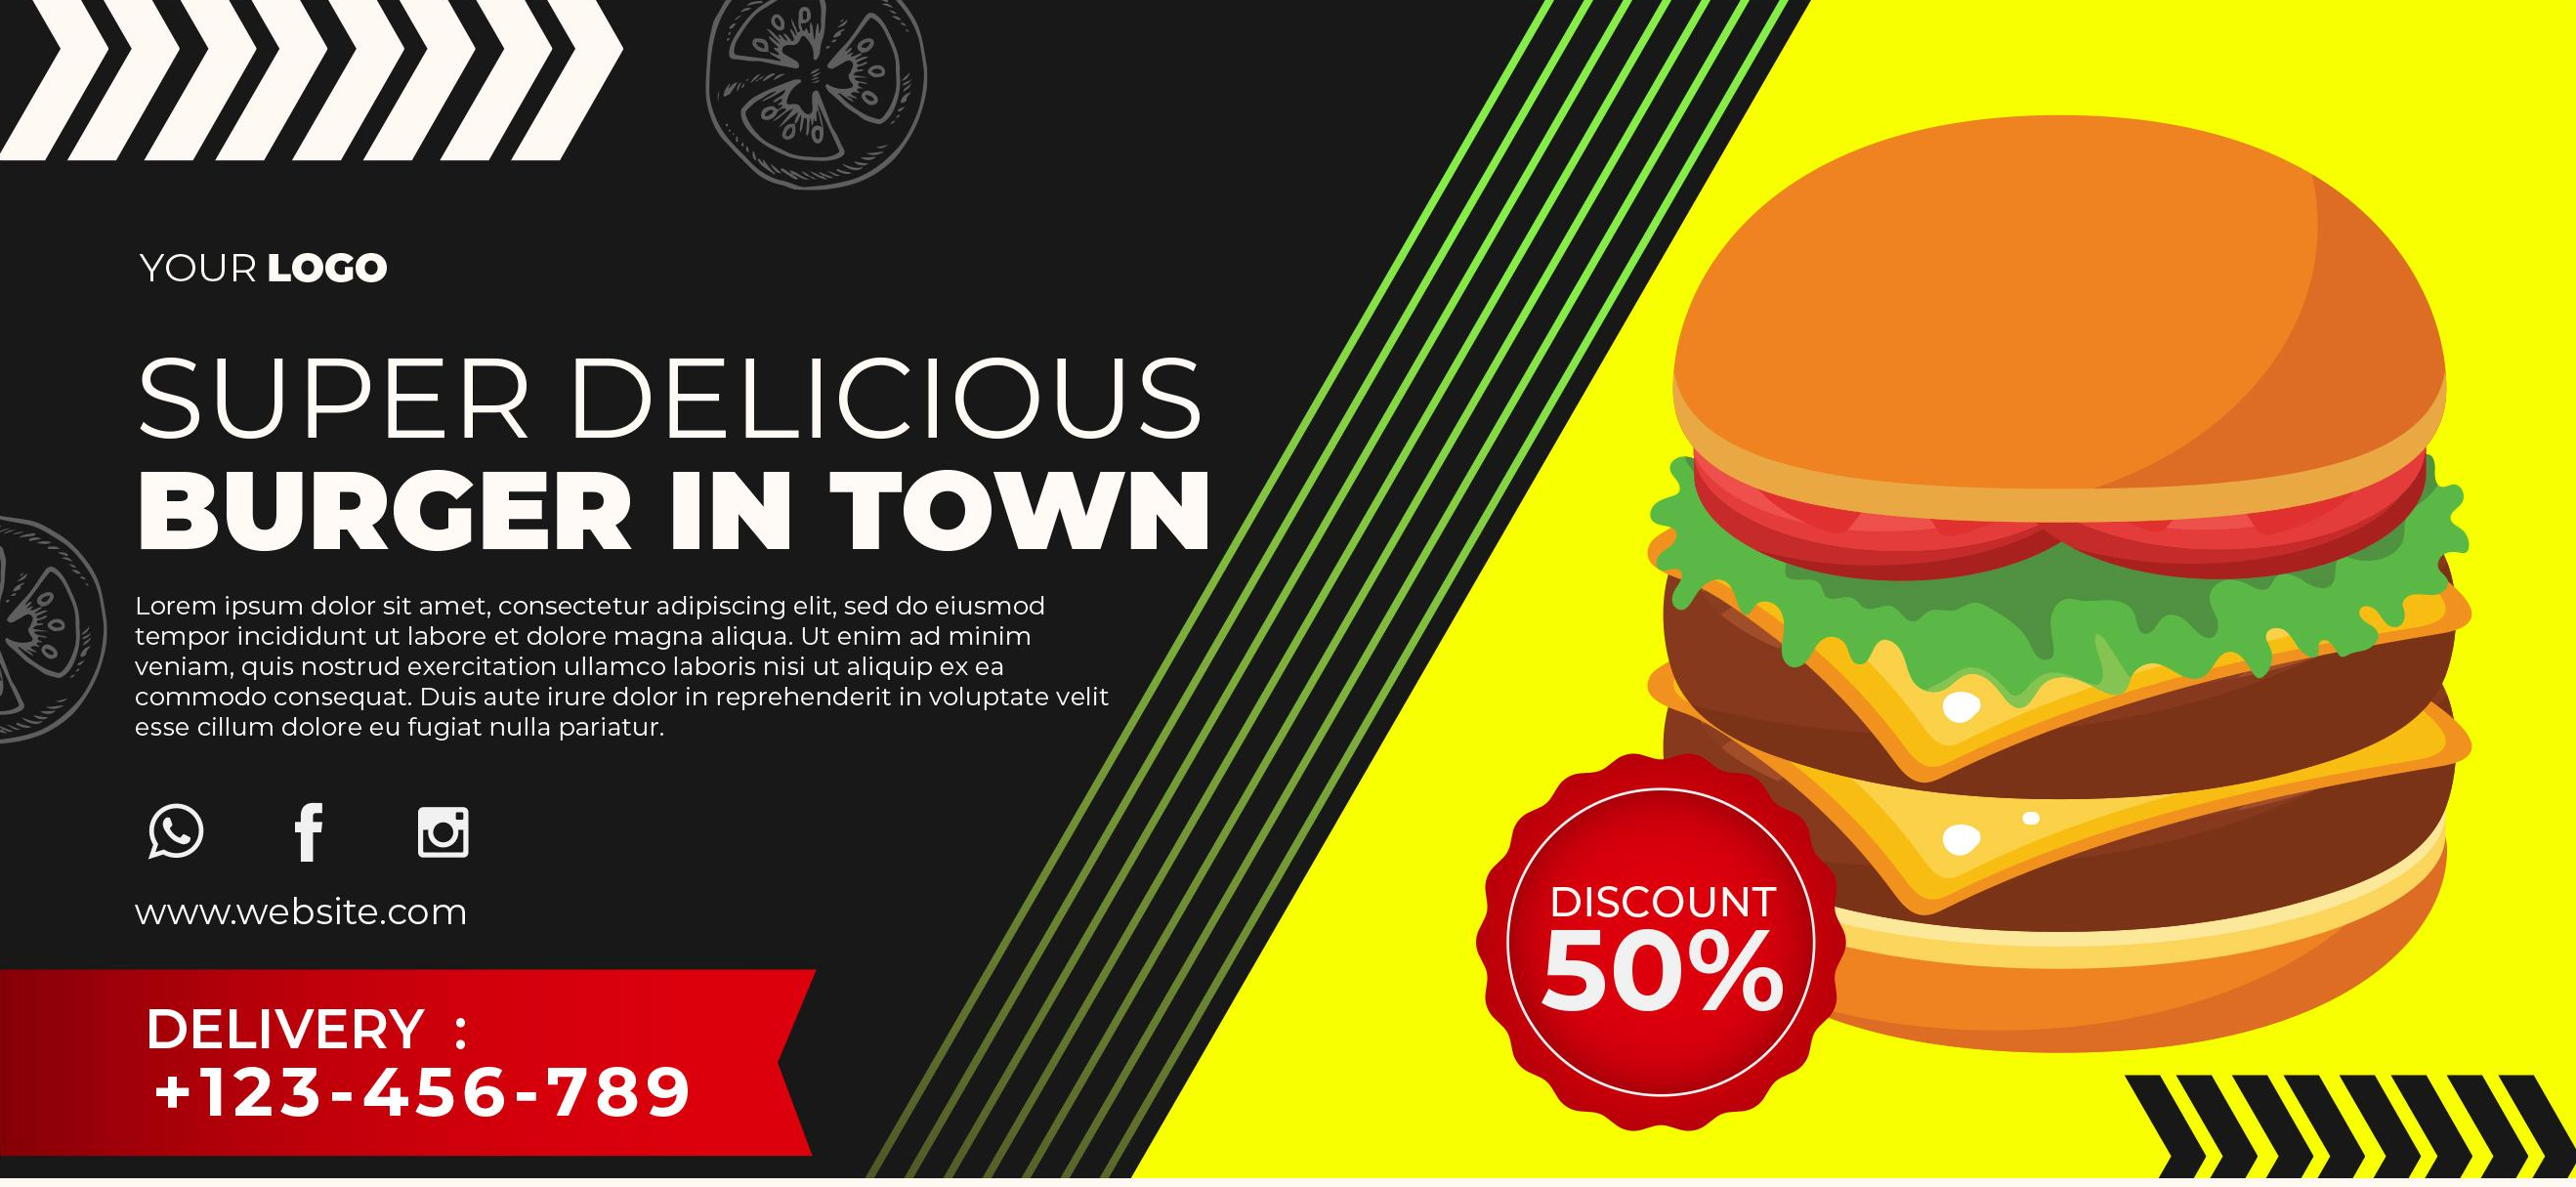 YOUR LOGO
SUPER DELICIOUS
BURGER IN TOWN
Lorem ipsum dolor sit amet, consectetur adipiscing elit, sed do eiusmod
tempor incididunt ut labore et dolore magna aliqua. Ut enim ad minim
veniam, quis nostrud exercitation ullamco laboris nisi ut aliquip ex ea
commodo consequat. Duis aute irure dolor in reprehenderit in voluptate velit
esse cillum dolore eu fugiat nulla pariatur.
www.website.com
DELIVERY :
+123-456-789
DISCOUNT
50%